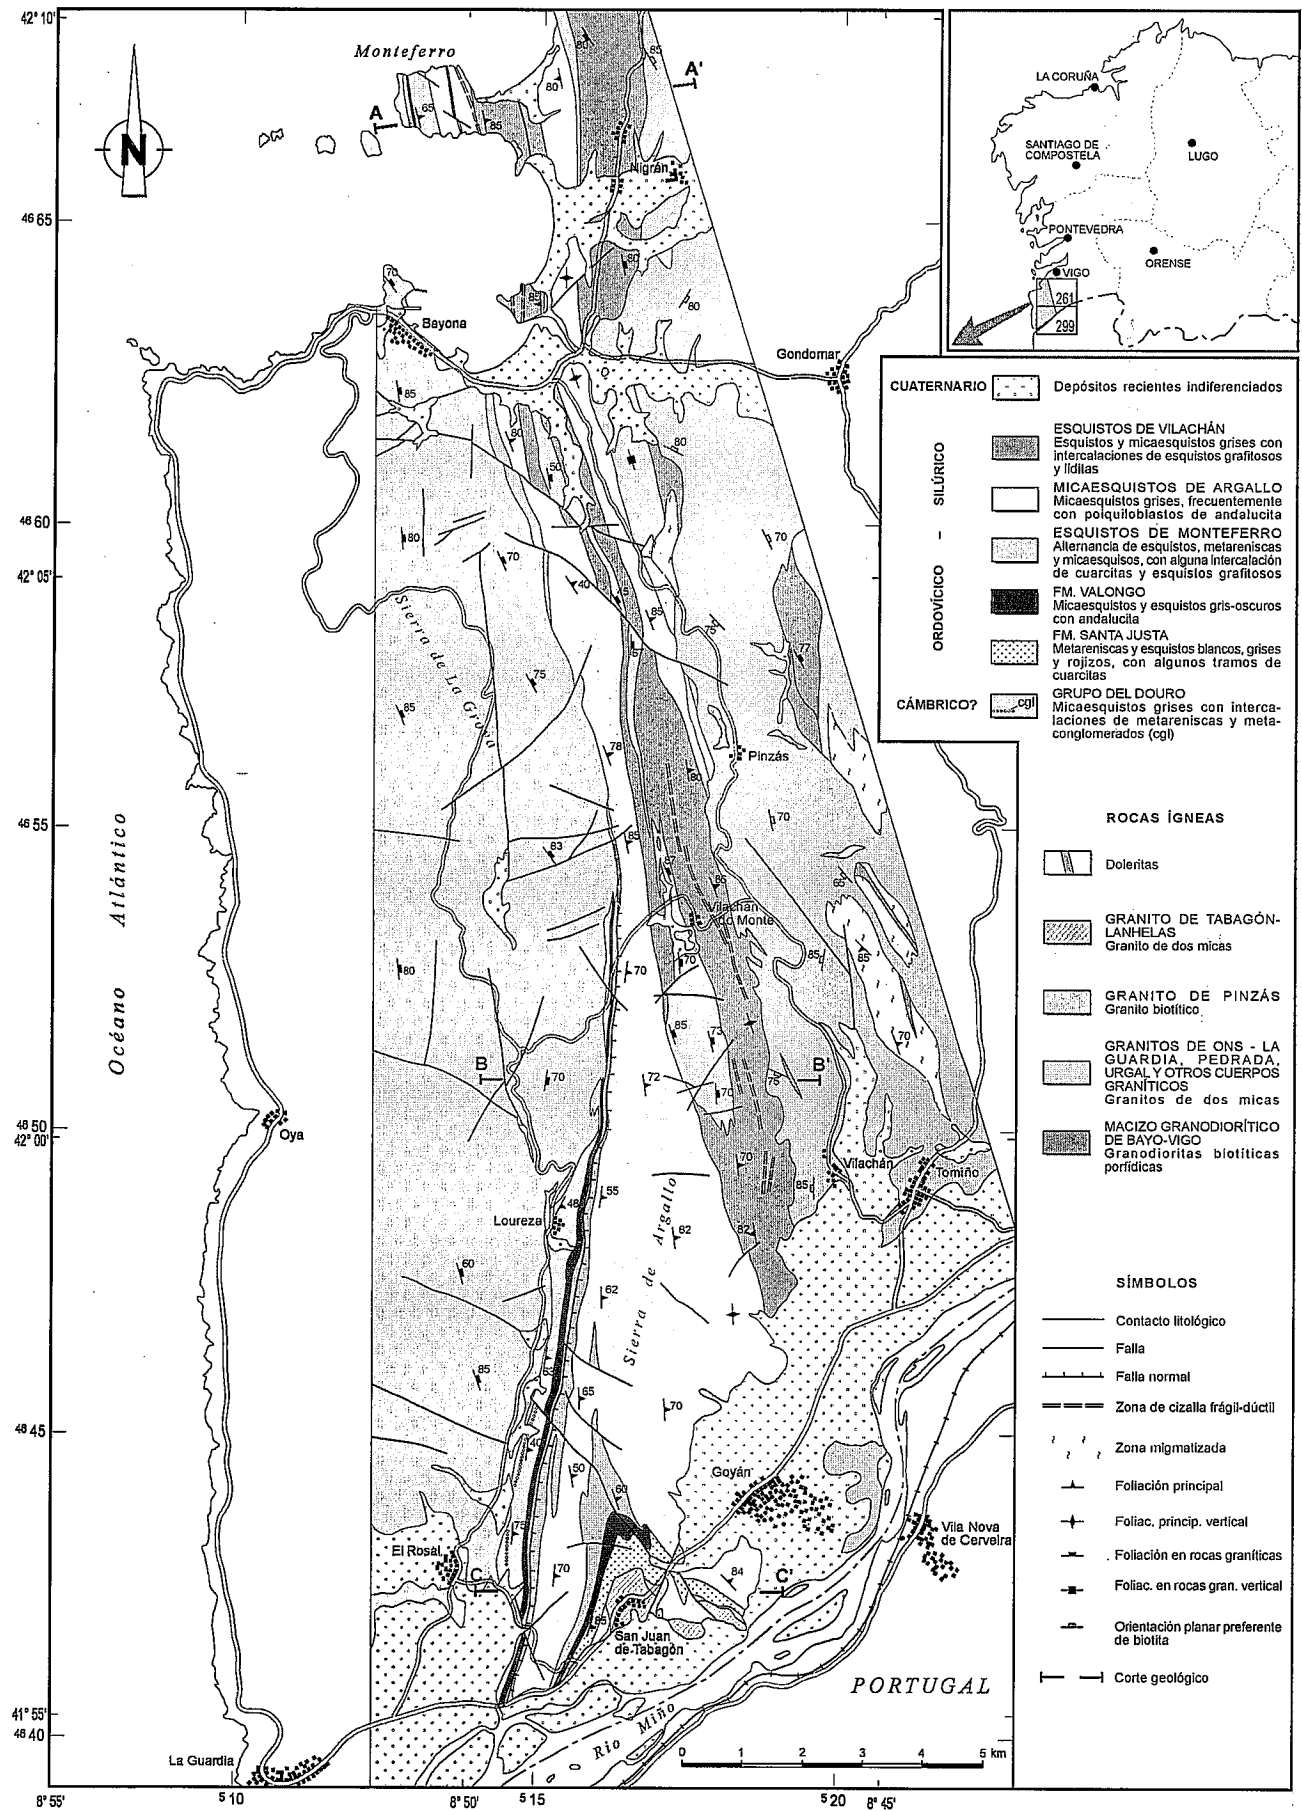 42° 10'
Monteferro
A
A'
N
Nigrán
46 65
Bayona
Gondomar
46 60
42° 05'
Sierra de La Grova
Pinzás
46 55
Vilachán
do Monte
Océano Atlántico
B
B'
46 50
42° 00'
Oya
Vilachán
Tomiño
Loureza
Sierra de Argallo
46 45
Goyán
Vila Nova
de Cerveira
El Rosal
C
C'
San Juan
de Tabagón
PORTUGAL
Río Miño
41° 55'
46 40
La Guardia
0 1 2 3 4 5 km
8° 55' 5 10 8° 50' 5 15 5 20 8° 45'
LA CORUÑA
SANTIAGO DE
COMPOSTELA
LUGO
PONTEVEDRA
ORENSE
VIGO
261
299
CUATERNARIO
Depósitos recientes indiferenciados
ORDOVÍCICO – SILÚRICO
ESQUISTOS DE VILACHÁN
Esquistos y micaesquistos grises con
intercalaciones de esquistos grafitosos
y liditas
MICAESQUISTOS DE ARGALLO
Micaesquistos grises, frecuentemente
con poiquiloblastos de andalucita
ESQUISTOS DE MONTEFERRO
Alternancia de esquistos, metareniscas
y micaesquisos, con alguna intercalación
de cuarcitas y esquistos grafitosos
FM. VALONGO
Micaesquistos y esquistos gris-oscuros
con andalucita
FM. SANTA JUSTA
Metareniscas y esquistos blancos, grises
y rojizos, con algunos tramos de
cuarcitas
CÁMBRICO?
cgl
GRUPO DEL DOURO
Micaesquistos grises con interca-
laciones de metareniscas y meta-
conglomerados (cgl)
ROCAS ÍGNEAS
Doleritas
GRANITO DE TABAGÓN-
LANHELAS
Granito de dos micas
GRANITO DE PINZÁS
Granito biotítico
GRANITOS DE ONS - LA
GUARDIA, PEDRADA,
URGAL Y OTROS CUERPOS
GRANÍTICOS
Granitos de dos micas
MACIZO GRANODIORÍTICO
DE BAYO-VIGO
Granodioritas biotíticas
porfídicas
SÍMBOLOS
Contacto litológico
Falla
Falla normal
Zona de cizalla frágil-dúctil
Zona migmatizada
Foliación principal
Foliac. princip. vertical
Foliación en rocas graníticas
Foliac. en rocas gran. vertical
Orientación planar preferente
de biotita
Corte geológico